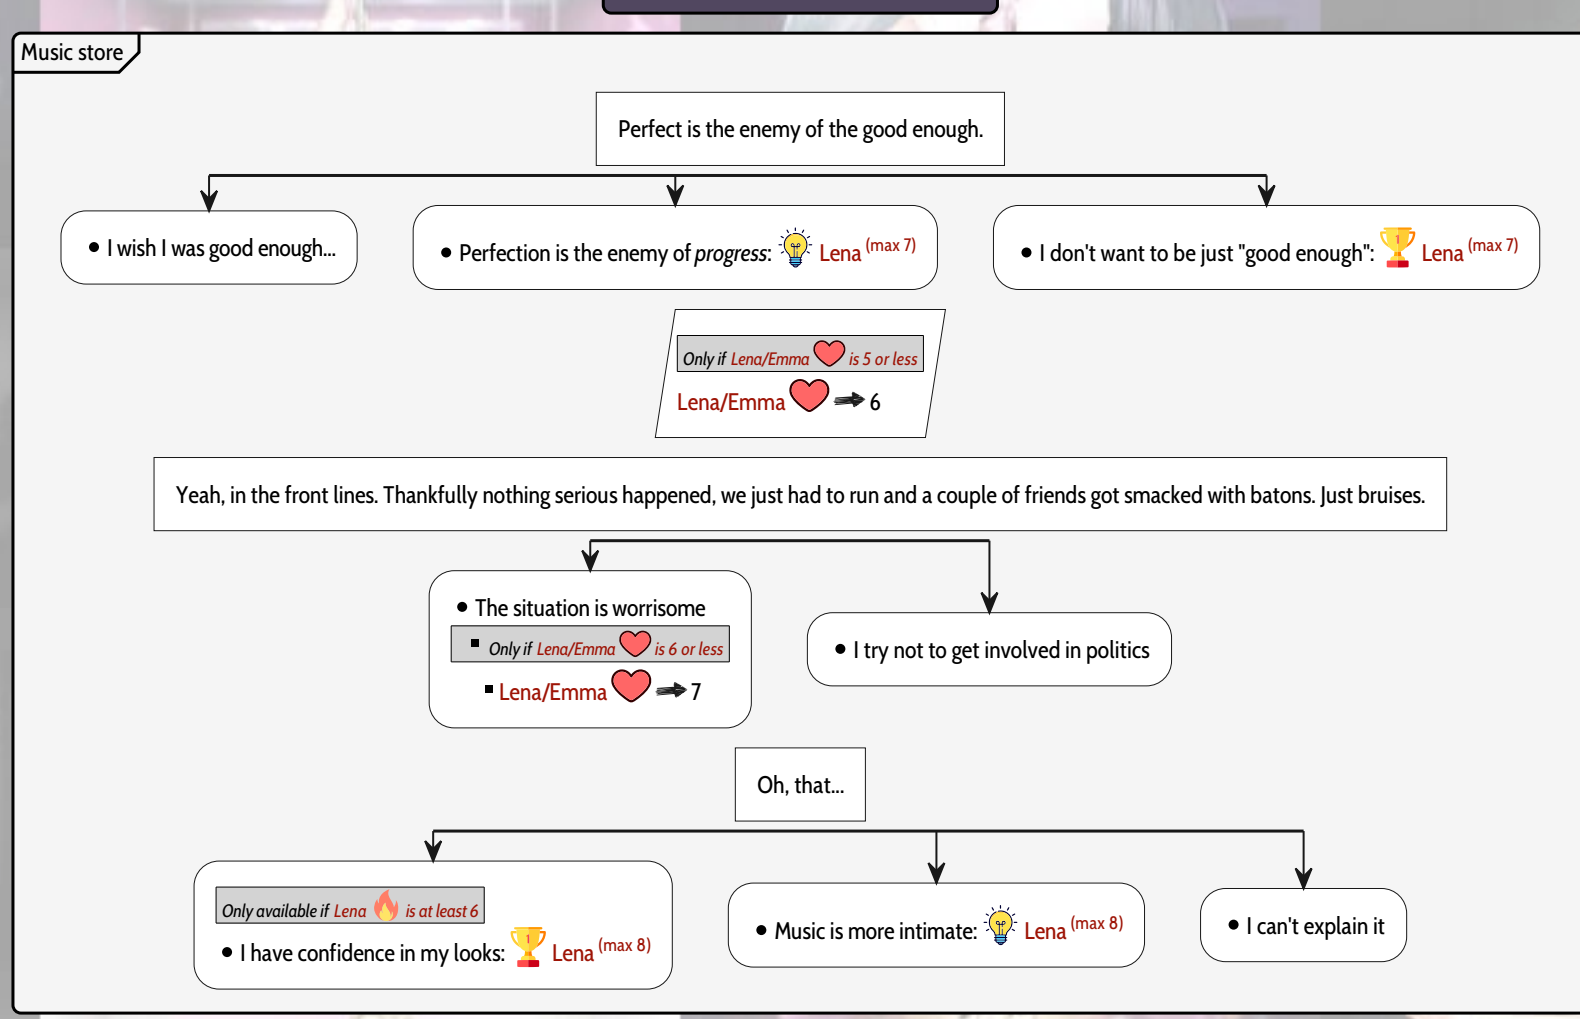 Music store
Perfect is the enemy of the good enough.
• I wish I was good enough...
• Perfection is the enemy of progress: Lena (max 7)
• I don't want to be just "good enough": 1 Lena (max 7)
Only if Lena/Emma is 5 or less
Lena/Emma 6
Yeah, in the front lines. Thankfully nothing serious happened, we just had to run and a couple of friends got smacked with batons. Just bruises.
• The situation is worrisome
▪ Only if Lena/Emma is 6 or less
▪ Lena/Emma 7
• I try not to get involved in politics
Oh, that...
Only available if Lena is at least 6
• I have confidence in my looks: 1 Lena (max 8)
• Music is more intimate: Lena (max 8)
• I can't explain it